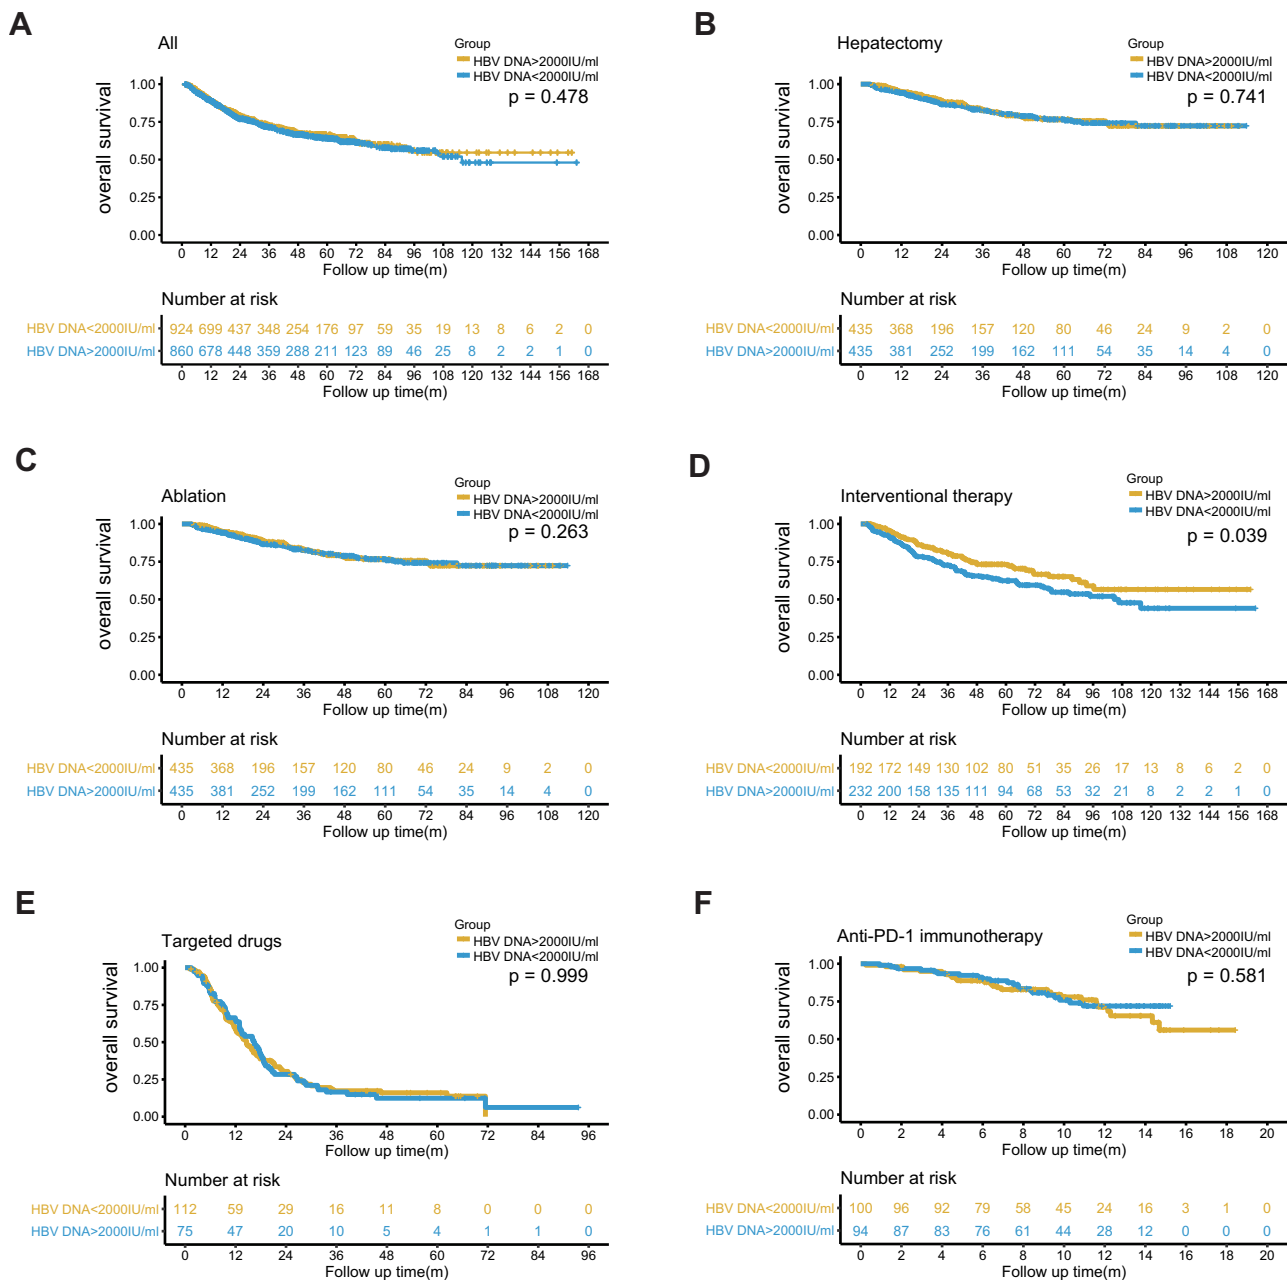 A
All
Group
HBV DNA>2000IU/ml
HBV DNA<2000IU/ml
p = 0.478
overall survival
1.00
0.75
0.50
0.25
0.00
0 12 24 36 48 60 72 84 96 108 120 132 144 156 168
Follow up time(m)
Number at risk
HBV DNA<2000IU/ml 924 699 437 348 254 176 97 59 35 19 13 8 6 2 0
HBV DNA>2000IU/ml 860 678 448 359 288 211 123 89 46 25 8 2 2 1 0
0 12 24 36 48 60 72 84 96 108 120 132 144 156 168
Follow up time(m)
B
Hepatectomy
Group
HBV DNA>2000IU/ml
HBV DNA<2000IU/ml
p = 0.741
overall survival
1.00
0.75
0.50
0.25
0.00
0 12 24 36 48 60 72 84 96 108 120
Follow up time(m)
Number at risk
HBV DNA<2000IU/ml 435 368 196 157 120 80 46 24 9 2 0
HBV DNA>2000IU/ml 435 381 252 199 162 111 54 35 14 4 0
0 12 24 36 48 60 72 84 96 108 120
Follow up time(m)
C
Ablation
Group
HBV DNA>2000IU/ml
HBV DNA<2000IU/ml
p = 0.263
overall survival
1.00
0.75
0.50
0.25
0.00
0 12 24 36 48 60 72 84 96 108 120
Follow up time(m)
Number at risk
HBV DNA<2000IU/ml 435 368 196 157 120 80 46 24 9 2 0
HBV DNA>2000IU/ml 435 381 252 199 162 111 54 35 14 4 0
0 12 24 36 48 60 72 84 96 108 120
Follow up time(m)
D
Interventional therapy
Group
HBV DNA>2000IU/ml
HBV DNA<2000IU/ml
p = 0.039
overall survival
1.00
0.75
0.50
0.25
0.00
0 12 24 36 48 60 72 84 96 108 120 132 144 156 168
Follow up time(m)
Number at risk
HBV DNA<2000IU/ml 192 172 149 130 102 80 51 35 26 17 13 8 6 2 0
HBV DNA>2000IU/ml 232 200 158 135 111 94 68 53 32 21 8 2 2 1 0
0 12 24 36 48 60 72 84 96 108 120 132 144 156 168
Follow up time(m)
E
Targeted drugs
Group
HBV DNA>2000IU/ml
HBV DNA<2000IU/ml
p = 0.999
overall survival
1.00
0.75
0.50
0.25
0.00
0 12 24 36 48 60 72 84 96
Follow up time(m)
Number at risk
HBV DNA<2000IU/ml 112 59 29 16 11 8 0 0 0
HBV DNA>2000IU/ml 75 47 20 10 5 4 1 1 0
0 12 24 36 48 60 72 84 96
Follow up time(m)
F
Anti-PD-1 immunotherapy
Group
HBV DNA>2000IU/ml
HBV DNA<2000IU/ml
p = 0.581
overall survival
1.00
0.75
0.50
0.25
0.00
0 2 4 6 8 10 12 14 16 18 20
Follow up time(m)
Number at risk
HBV DNA<2000IU/ml 100 96 92 79 58 45 24 16 3 1 0
HBV DNA>2000IU/ml 94 87 83 76 61 44 28 12 0 0 0
0 2 4 6 8 10 12 14 16 18 20
Follow up time(m)